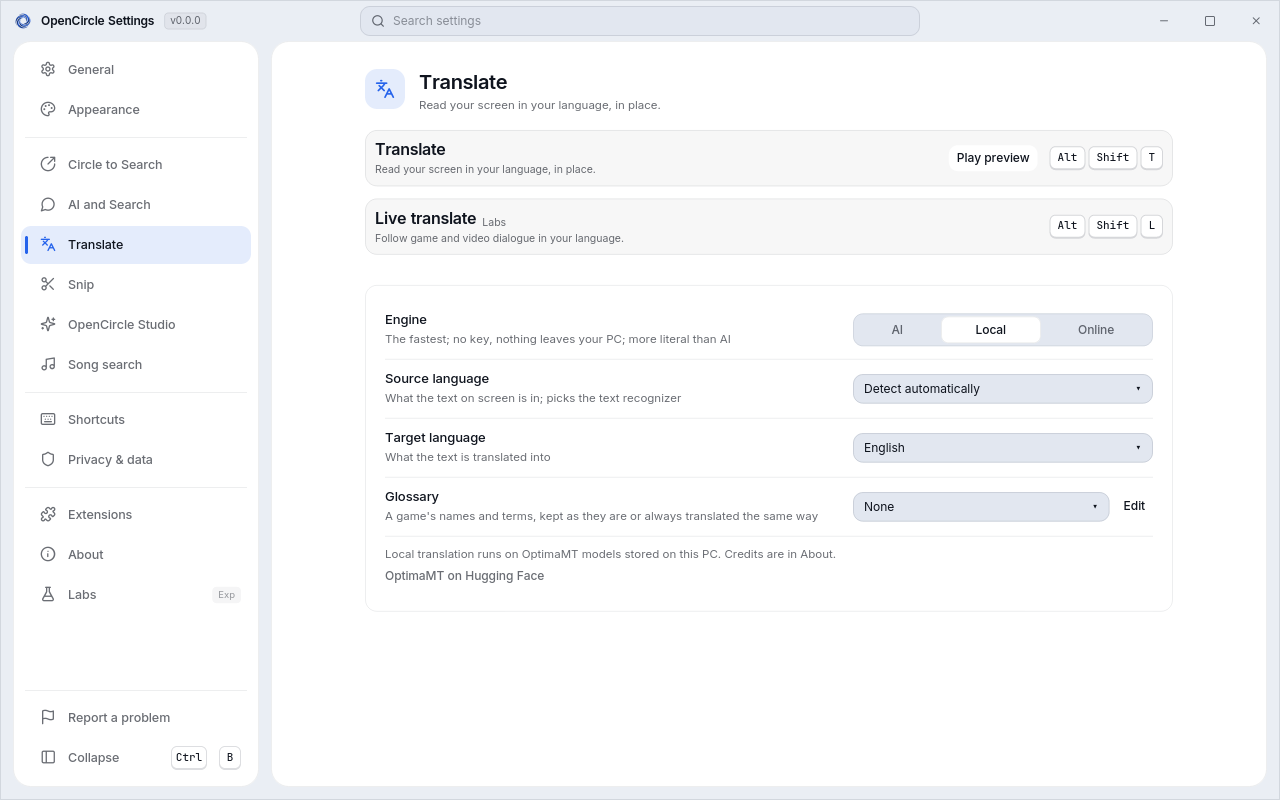 OpenCircle Settings v0.0.0
Search settings
General
Appearance
Circle to Search
AI and Search
Translate
Snip
OpenCircle Studio
Song search
Shortcuts
Privacy & data
Extensions
About
Labs Exp
Report a problem
Collapse Ctrl B
Translate
Read your screen in your language, in place.
Translate
Read your screen in your language, in place.
Play preview Alt Shift T
Live translate Labs
Follow game and video dialogue in your language.
Alt Shift L
Engine
The fastest; no key, nothing leaves your PC; more literal than AI
AI Local Online
Source language
What the text on screen is in; picks the text recognizer
Detect automatically
Target language
What the text is translated into
English
Glossary
A game's names and terms, kept as they are or always translated the same way
None Edit
Local translation runs on OptimaMT models stored on this PC. Credits are in About.
OptimaMT on Hugging Face